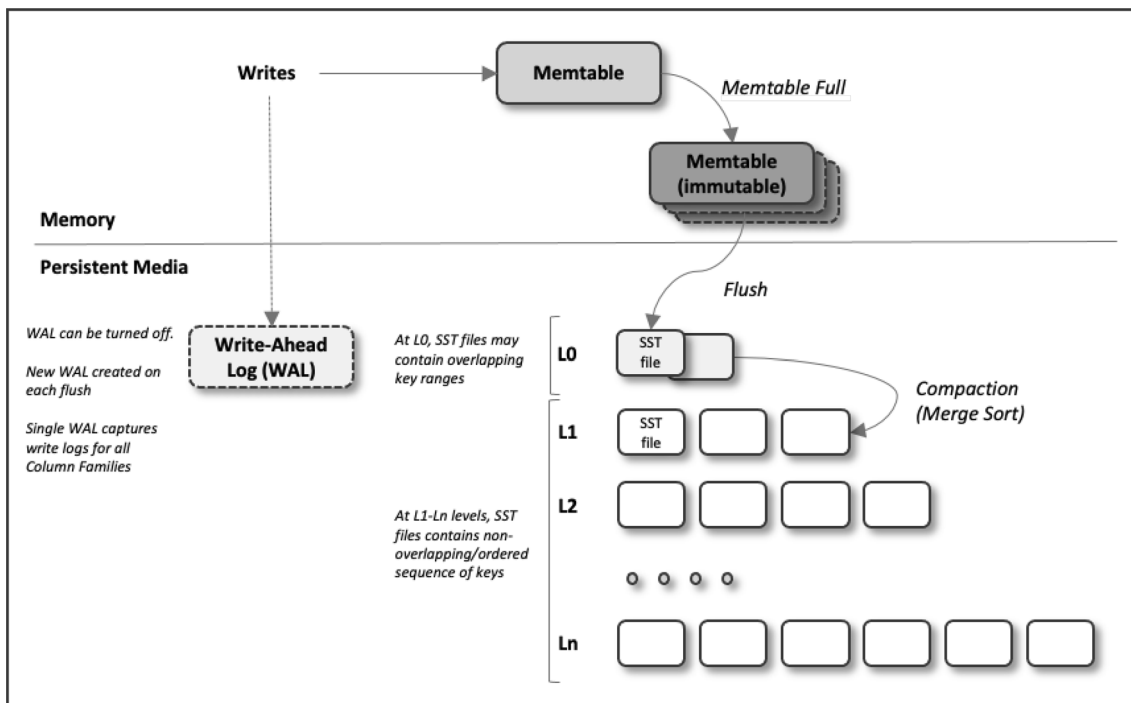 Writes
Memtable
Memtable Full
Memtable
(immutable)
Memory
Persistent Media
Flush
WAL can be turned off.
New WAL created on
each flush
Single WAL captures
write logs for all
Column Families
Write-Ahead
Log (WAL)
At L0, SST files may
contain overlapping
key ranges
L0
SST
file
Compaction
(Merge Sort)
L1
SST
file
L2
At L1-Ln levels, SST
files contains non-
overlapping/ordered
sequence of keys
Ln